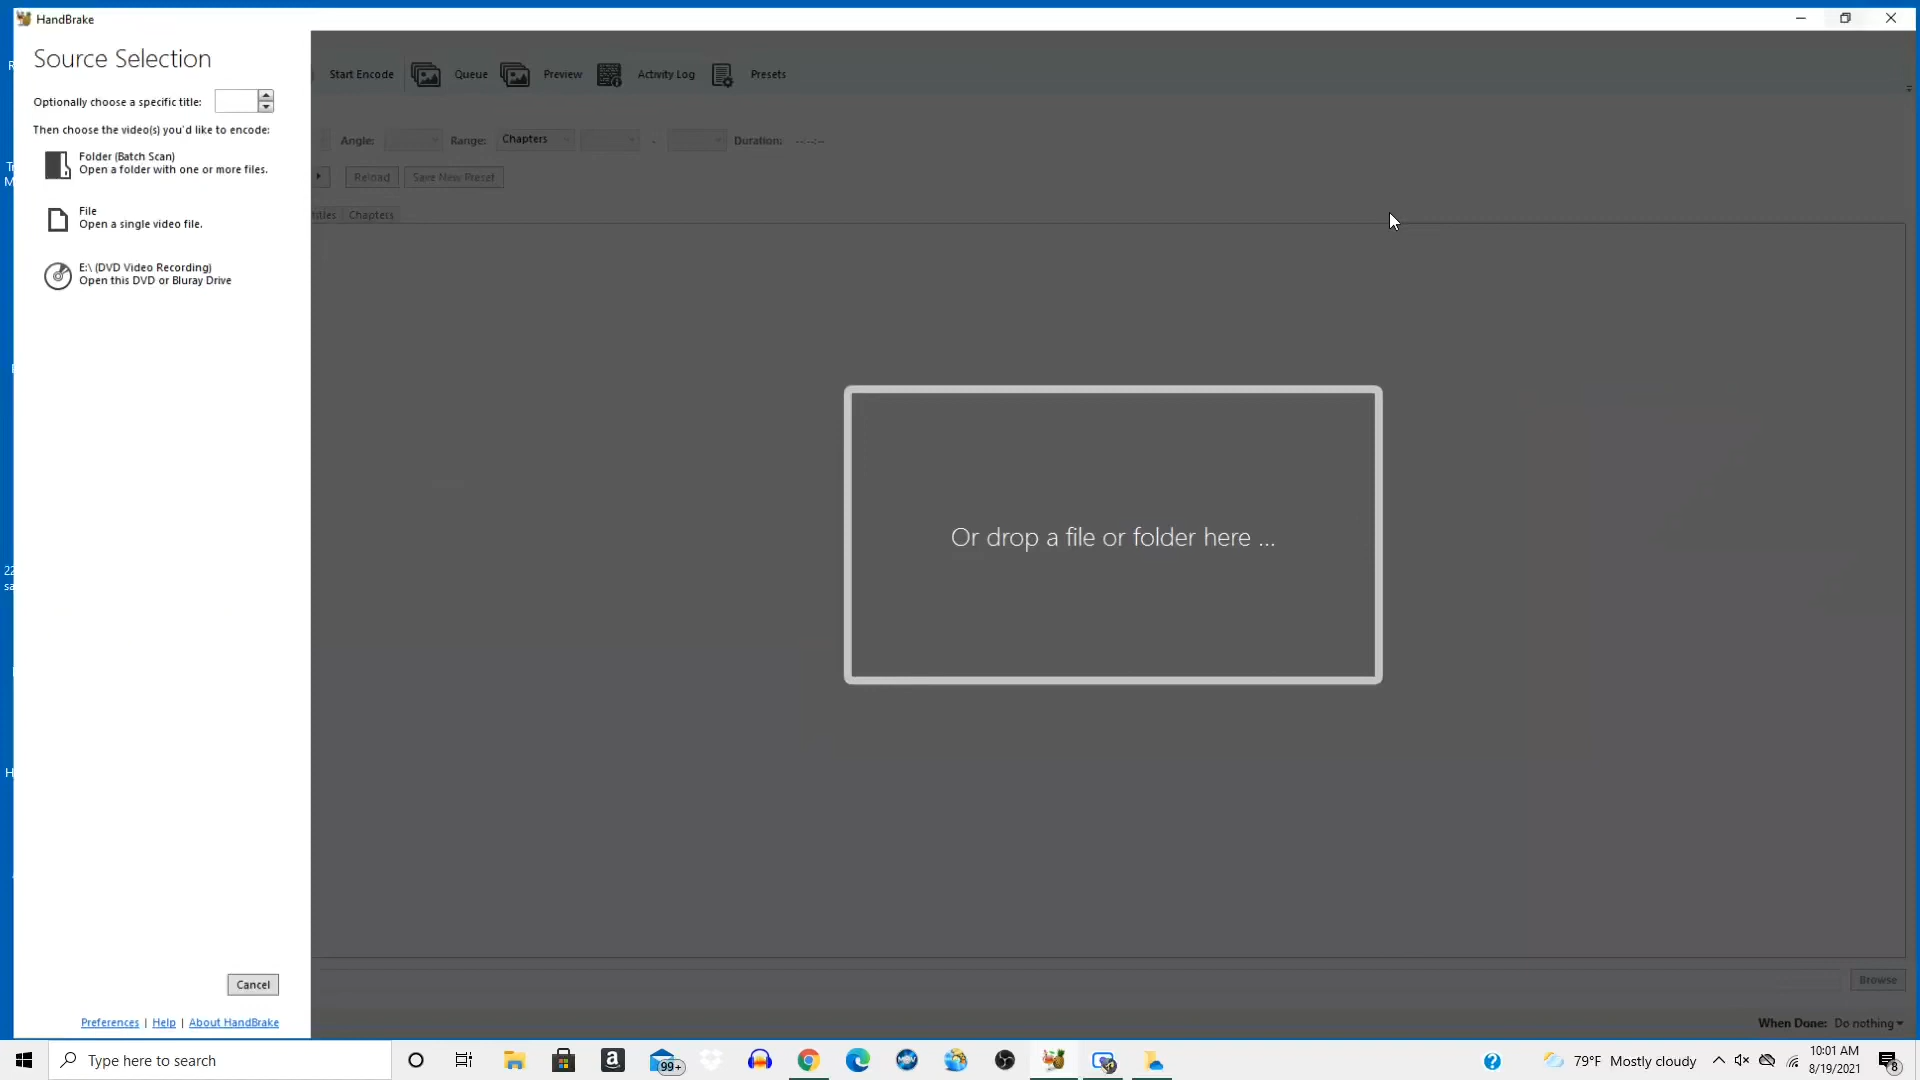 HandBrake
Source Selection
Optionally choose a specific title:
Then choose the video(s) you'd like to encode:
Folder (Batch Scan)
Open a folder with one or more files.
File
Open a single video file.
E:\ (DVD Video Recording)
Open this DVD or Bluray Drive
Cancel
Preferences | Help | About HandBrake
Start Encode
Queue
Preview
Activity Log
Presets
Angle:
Range:
Chapters
-
Duration:
--:--:--
Reload
Save New Preset
Chapters
Or drop a file or folder here ...
Browse
When Done: Do nothing
Type here to search
99+
79°F Mostly cloudy
10:01 AM
8/19/2021
8